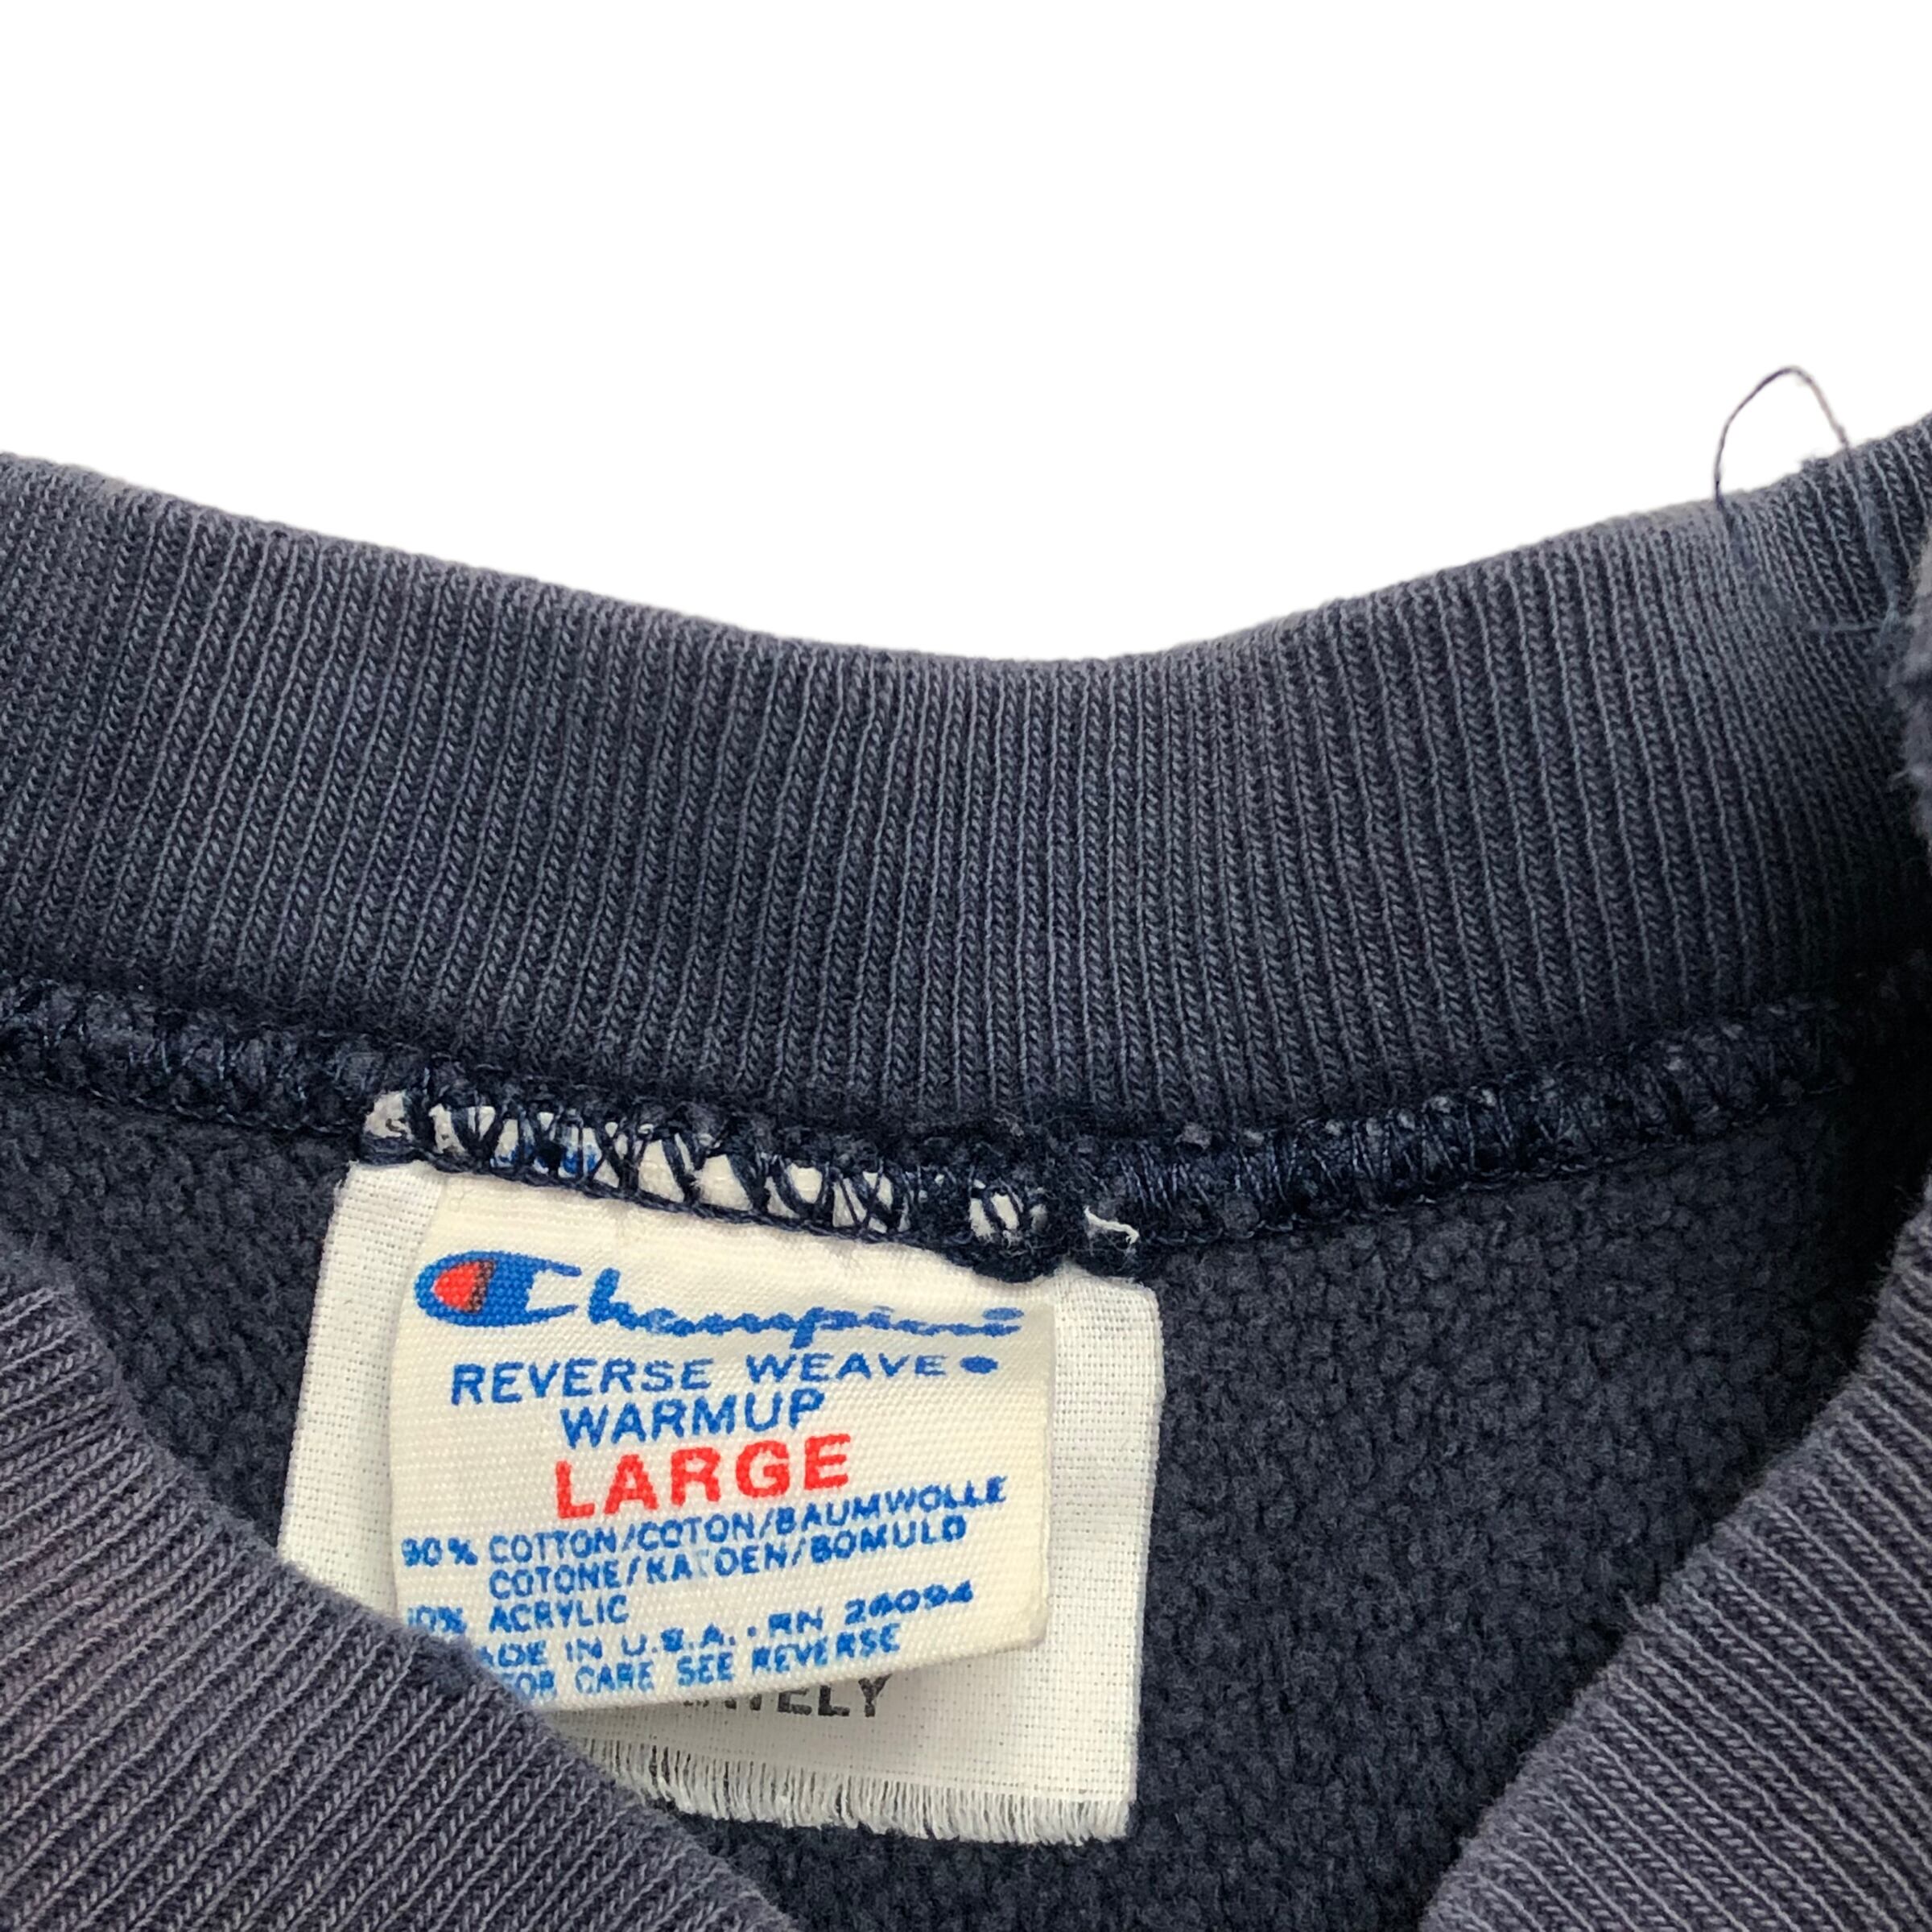 Champion
REVERSE WEAVE •
WARMUP
LARGE
90% COTTON/COTON/BAUMWOLLE
COTONE/KATOEN/BOMULD
10% ACRYLIC
MADE IN U.S.A. • RN 26094
FOR CARE SEE REVERSE